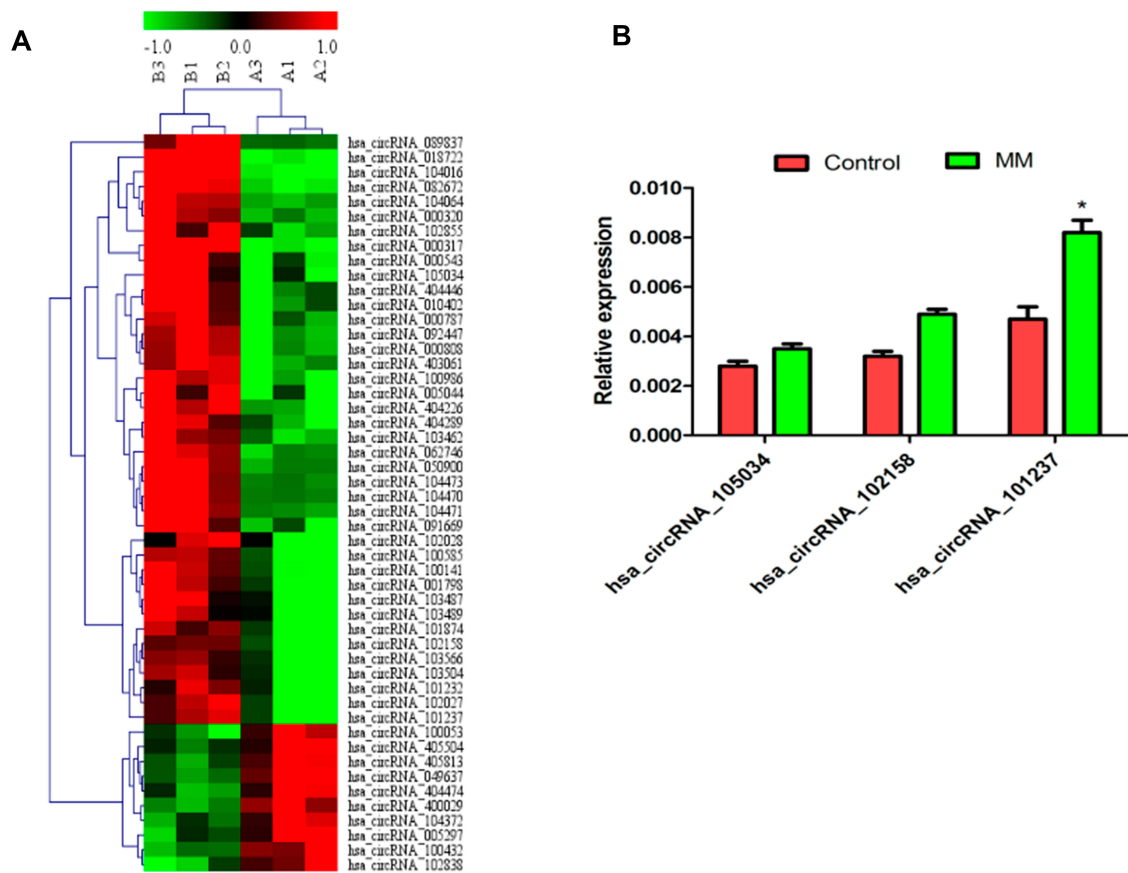 A
-1.0 0.0 1.0
B3 B1 B2 A3 A1 A2
hsa_circRNA_089837
hsa_circRNA_018722
hsa_circRNA_104016
hsa_circRNA_082672
hsa_circRNA_104064
hsa_circRNA_000320
hsa_circRNA_102855
hsa_circRNA_000317
hsa_circRNA_000543
hsa_circRNA_105034
hsa_circRNA_404446
hsa_circRNA_010402
hsa_circRNA_000787
hsa_circRNA_092447
hsa_circRNA_000808
hsa_circRNA_403061
hsa_circRNA_100986
hsa_circRNA_005044
hsa_circRNA_404226
hsa_circRNA_404289
hsa_circRNA_103462
hsa_circRNA_062746
hsa_circRNA_050900
hsa_circRNA_104473
hsa_circRNA_104470
hsa_circRNA_104471
hsa_circRNA_091669
hsa_circRNA_102028
hsa_circRNA_100585
hsa_circRNA_100141
hsa_circRNA_001798
hsa_circRNA_103487
hsa_circRNA_103489
hsa_circRNA_101874
hsa_circRNA_102158
hsa_circRNA_103566
hsa_circRNA_103504
hsa_circRNA_101232
hsa_circRNA_102027
hsa_circRNA_101237
hsa_circRNA_100053
hsa_circRNA_405504
hsa_circRNA_405813
hsa_circRNA_049637
hsa_circRNA_404474
hsa_circRNA_400029
hsa_circRNA_104372
hsa_circRNA_005297
hsa_circRNA_100432
hsa_circRNA_102838
B
Control MM
Relative expression
0.010
0.008
0.006
0.004
0.002
0.000
*
hsa_circRNA_105034
hsa_circRNA_102158
hsa_circRNA_101237